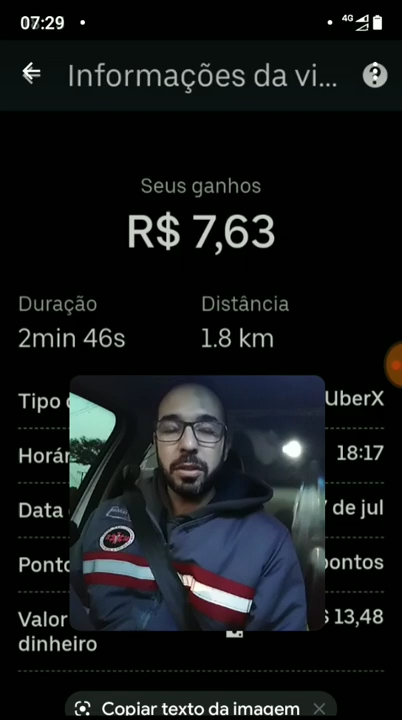 07:29
4G
Informações da vi...
Seus ganhos
R$ 7,63
Duração Distância
2min 46s 1.8 km
Tipo UberX
Horár 18:17
Data de jul
Ponto pontos
Valor 13,48
dinheiro
Copiar texto da imagem